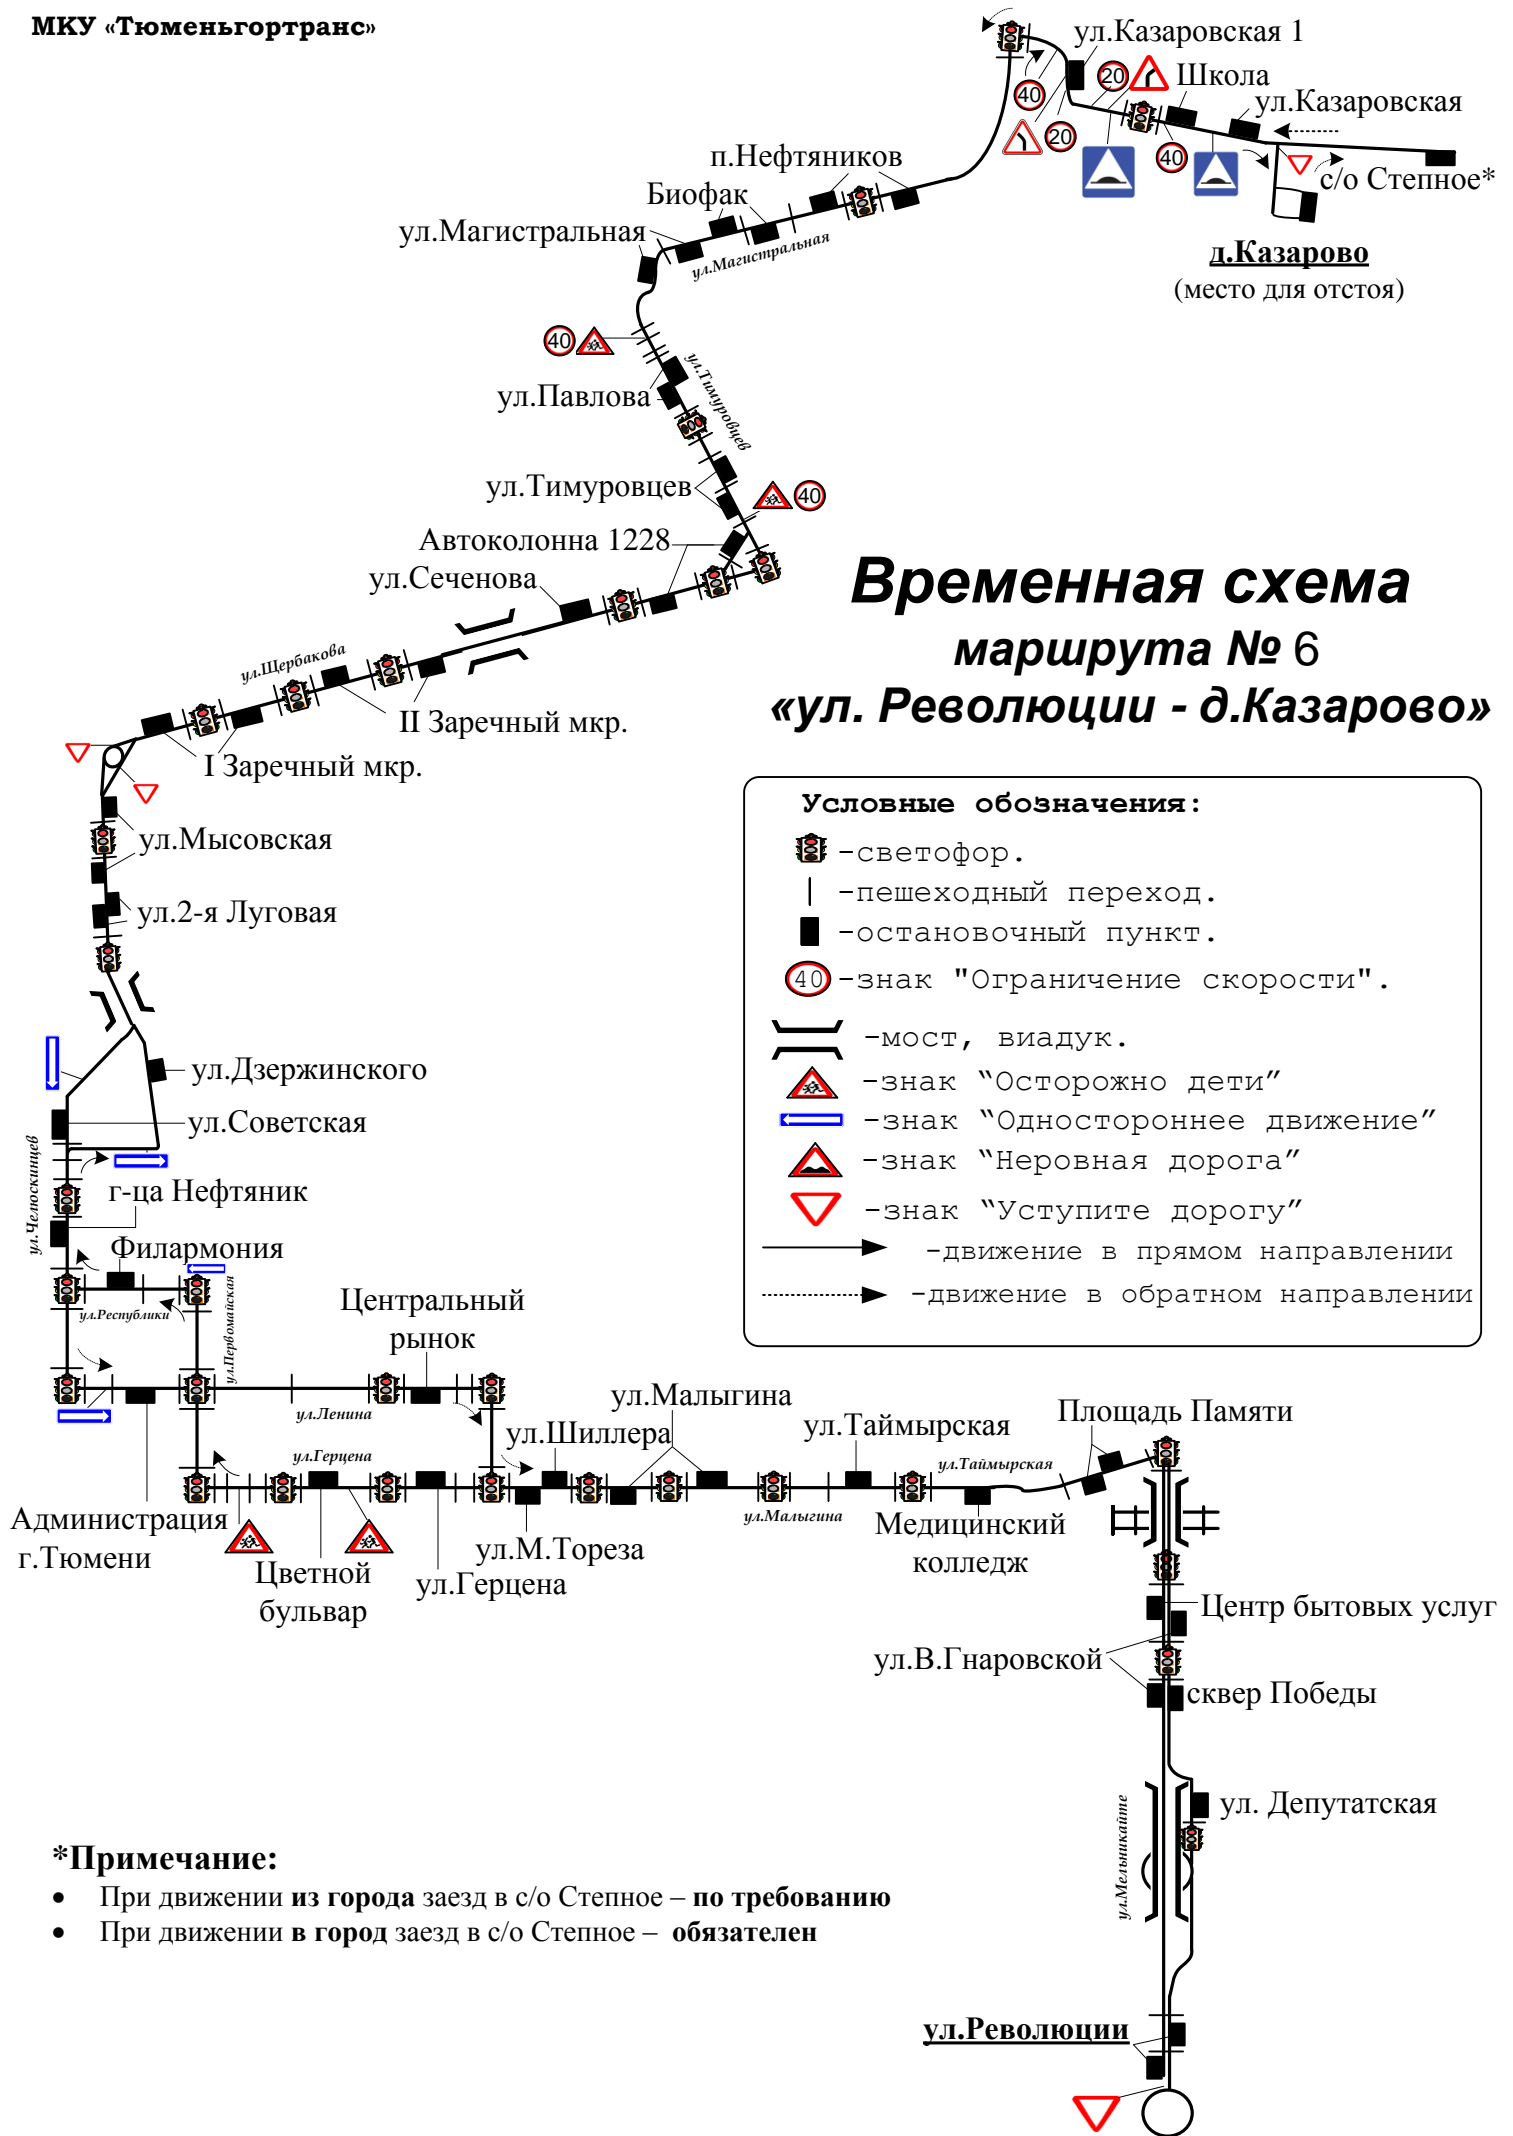 МКУ «Тюменьгортранс»
ул.Казаровская 1
20
40
Школа
ул.Казаровская
20
40
п.Нефтяников
с/о Степное*
Биофак
ул.Магистральная
ул.Магистральная
д.Казарово
(место для отстоя)
40
ул.Павлова
ул.Тимуровцев
ул.Тимуровцев
40
Автоколонна 1228
ул.Сеченова
Временная схема
маршрута № 6
«ул. Революции - д.Казарово»
ул.Щербакова
II Заречный мкр.
I Заречный мкр.
ул.Мысовская
ул.2-я Луговая
Условные обозначения:
-светофор.
-пешеходный переход.
-остановочный пункт.
40 -знак "Ограничение скорости".
-мост, виадук.
-знак “Осторожно дети”
-знак “Одностороннее движение”
-знак “Неровная дорога”
-знак “Уступите дорогу”
-движение в прямом направлении
-движение в обратном направлении
ул.Дзержинского
ул.Советская
ул.Челюскинцев
г-ца Нефтяник
Филармония
ул.Республики
ул.Первомайская
Центральный
рынок
ул.Ленина
ул.Малыгина
ул.Шиллера
ул.Таймырская
Площадь Памяти
ул.Герцена
ул.Таймырская
ул.Малыгина
Администрация
г.Тюмени
Цветной
бульвар
ул.Герцена
ул.М.Тореза
Медицинский
колледж
Центр бытовых услуг
ул.В.Гнаровской
сквер Победы
ул. Депутатская
ул.Мельникайте
*Примечание:
• При движении из города заезд в с/о Степное – по требованию
• При движении в город заезд в с/о Степное – обязателен
ул.Революции